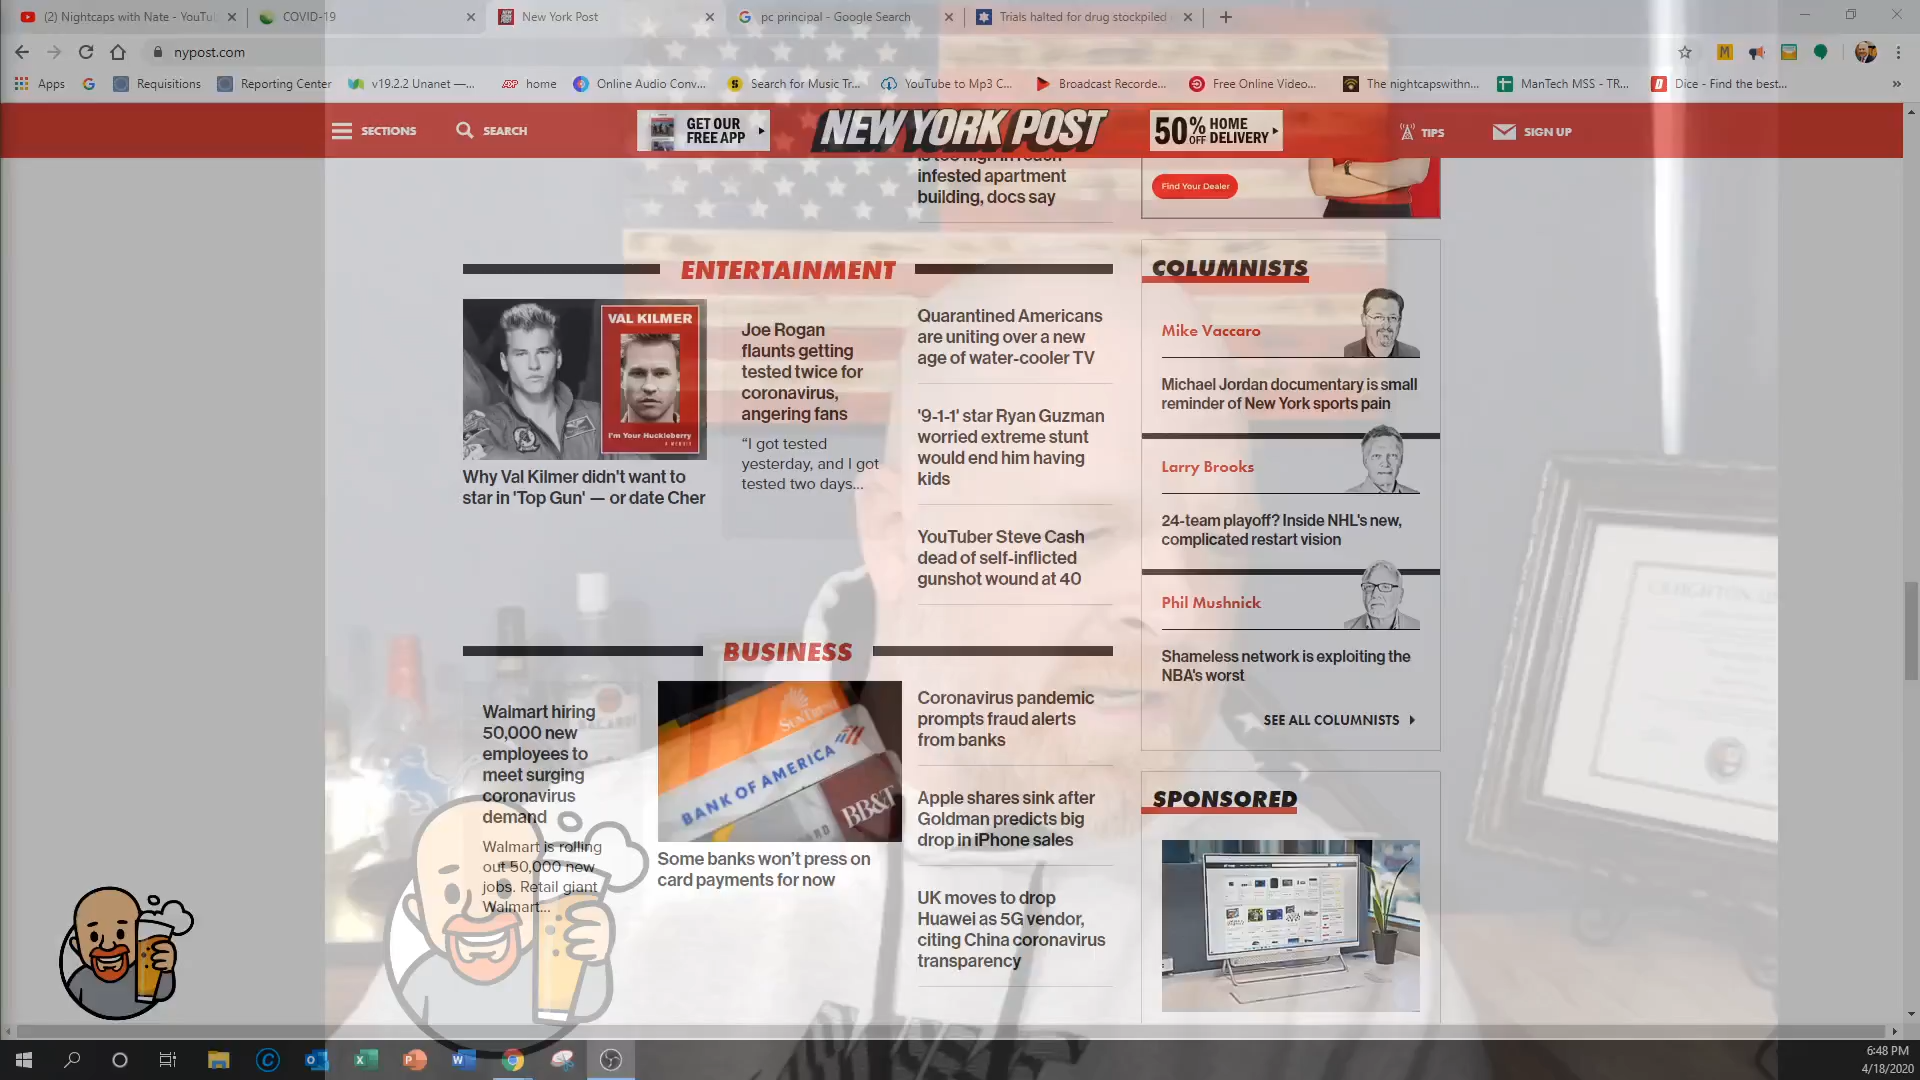 (2) Nightcaps with Nate - YouTu
COVID-19
New York Post
pc principal - Google Search
Trials halted for drug stockpiled
nypost.com
Apps
Requisitions
Reporting Center
v19.2.2 Unanet —...
home
Online Audio Conv...
Search for Music Tr...
YouTube to Mp3 C...
Broadcast Recorde...
Free Online Video...
The nightcapswithn...
ManTech MSS - TR...
Dice - Find the best...
SECTIONS
SEARCH
GET OUR
FREE APP
NEW YORK POST
50% OFF HOME
DELIVERY
TIPS
SIGN UP
infested apartment
building, docs say
Find Your Dealer
ENTERTAINMENT
VAL KILMER
I'm Your Huckleberry
A MEMOIR
Why Val Kilmer didn't want to
star in 'Top Gun' — or date Cher
Joe Rogan
flaunts getting
tested twice for
coronavirus,
angering fans
“I got tested
yesterday, and I got
tested two days...
Quarantined Americans
are uniting over a new
age of water-cooler TV
'9-1-1' star Ryan Guzman
worried extreme stunt
would end him having
kids
YouTuber Steve Cash
dead of self-inflicted
gunshot wound at 40
COLUMNISTS
Mike Vaccaro
Michael Jordan documentary is small
reminder of New York sports pain
Larry Brooks
24-team playoff? Inside NHL's new,
complicated restart vision
Phil Mushnick
Shameless network is exploiting the
NBA's worst
SEE ALL COLUMNISTS
BUSINESS
Walmart hiring
50,000 new
employees to
meet surging
coronavirus
demand
Walmart is rolling
out 50,000 new
jobs. Retail giant
Walmart...
SUNTRUST
BANK OF AMERICA
BB&T
Some banks won’t press on
card payments for now
Coronavirus pandemic
prompts fraud alerts
from banks
Apple shares sink after
Goldman predicts big
drop in iPhone sales
UK moves to drop
Huawei as 5G vendor,
citing China coronavirus
transparency
SPONSORED
BACARDI
6:48 PM
4/18/2020